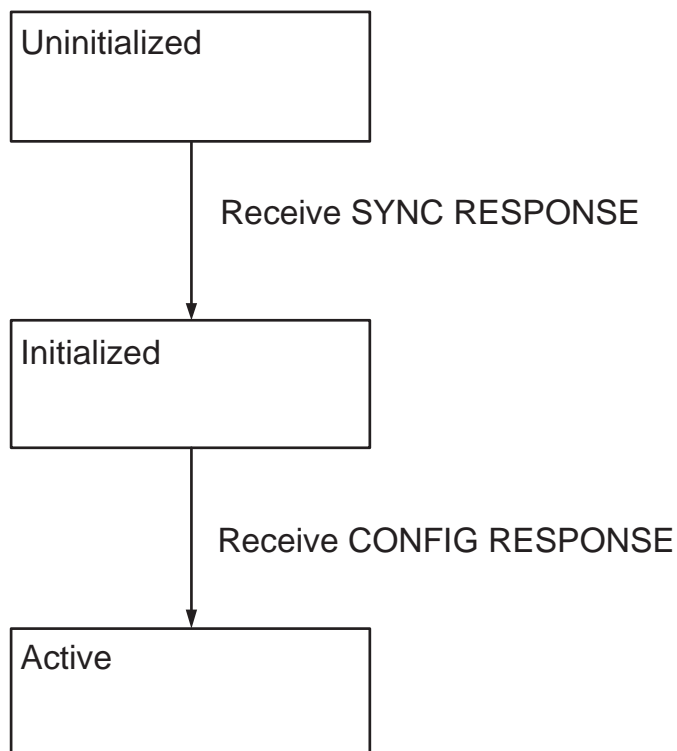 Uninitialized
Receive SYNC RESPONSE
Initialized
Receive CONFIG RESPONSE
Active